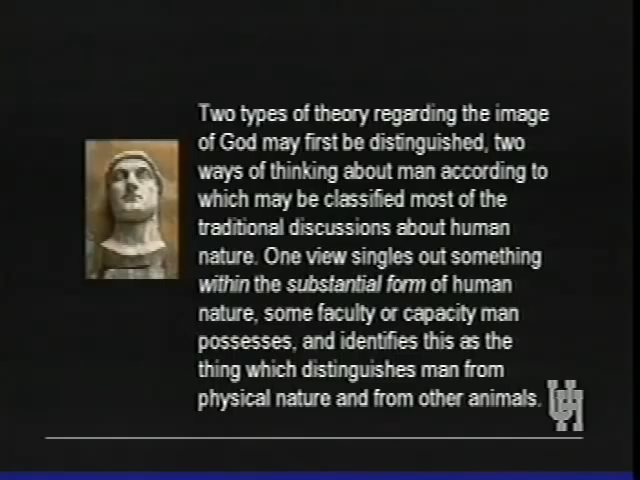 Two types of theory regarding the image
of God may first be distinguished, two
ways of thinking about man according to
which may be classified most of the
traditional discussions about human
nature. One view singles out something
within the substantial form of human
nature, some faculty or capacity man
possesses, and identifies this as the
thing which distinguishes man from
physical nature and from other animals.
UH